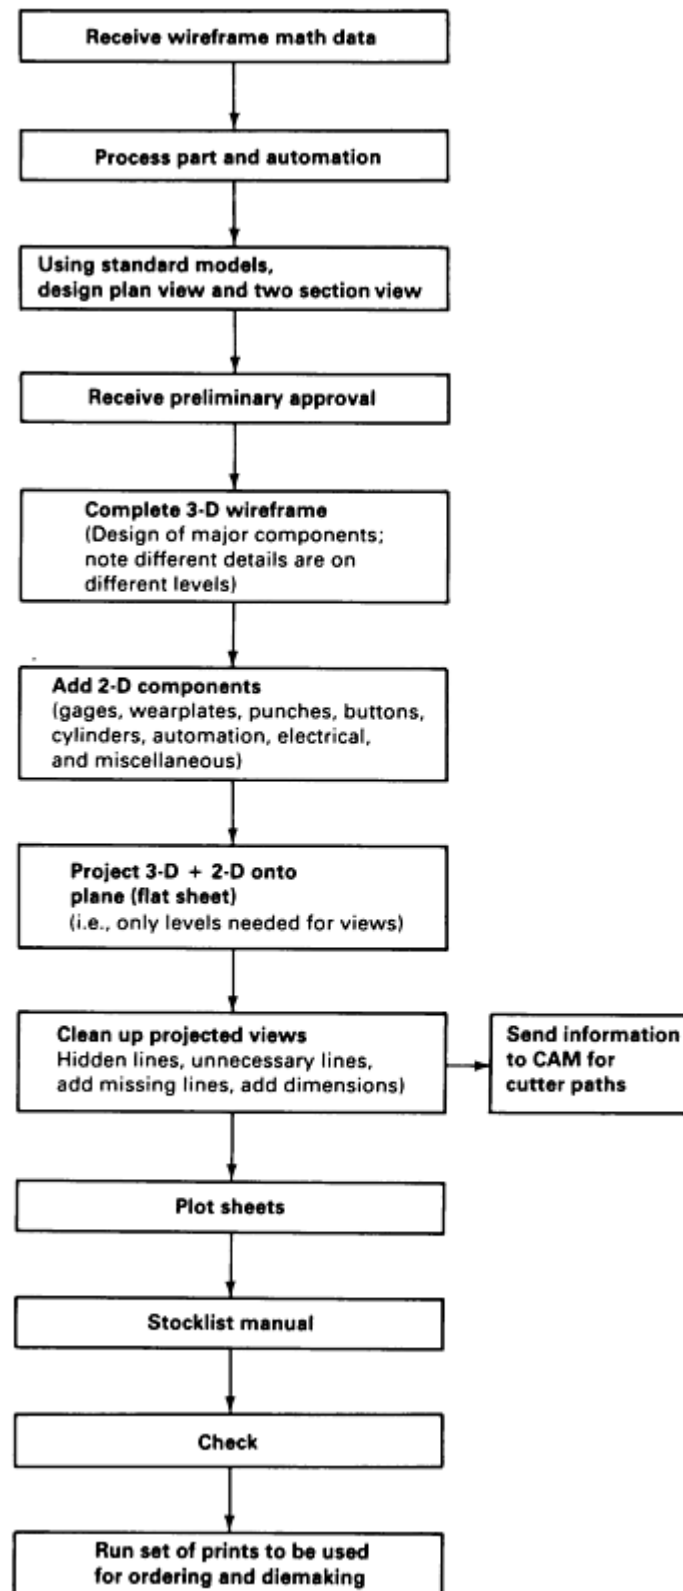 Receive wireframe math data
Process part and automation
Using standard models,
design plan view and two section view
Receive preliminary approval
Complete 3-D wireframe
(Design of major components;
note different details are on
different levels)
Add 2-D components
(gages, wearplates, punches, buttons,
cylinders, automation, electrical,
and miscellaneous)
Project 3-D + 2-D onto
plane (flat sheet)
(i.e., only levels needed for views)
Clean up projected views
Hidden lines, unnecessary lines,
add missing lines, add dimensions)
Send information
to CAM for
cutter paths
Plot sheets
Stocklist manual
Check
Run set of prints to be used
for ordering and diemaking